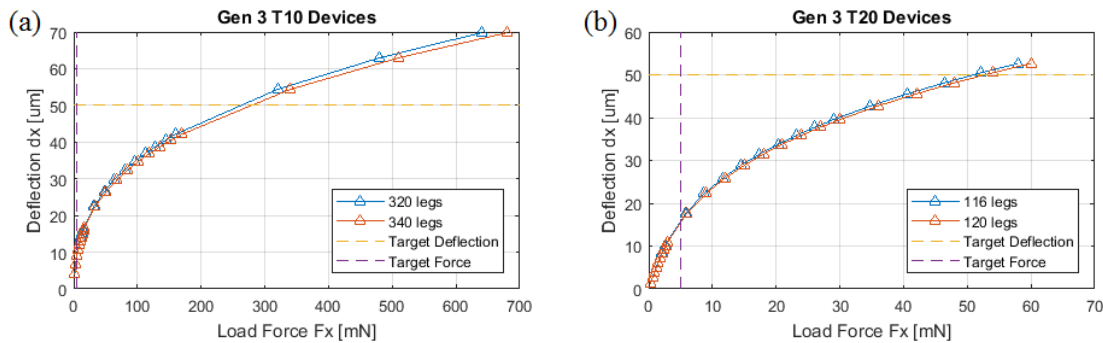 (a)
Gen 3 T10 Devices
70
60
50
40
30
20
10
0
Deflection dx [um]
320 legs
340 legs
Target Deflection
Target Force
0 100 200 300 400 500 600 700
Load Force Fx [mN]
(b)
Gen 3 T20 Devices
60
50
40
30
20
10
0
Deflection dx [um]
116 legs
120 legs
Target Deflection
Target Force
0 10 20 30 40 50 60 70
Load Force Fx [mN]